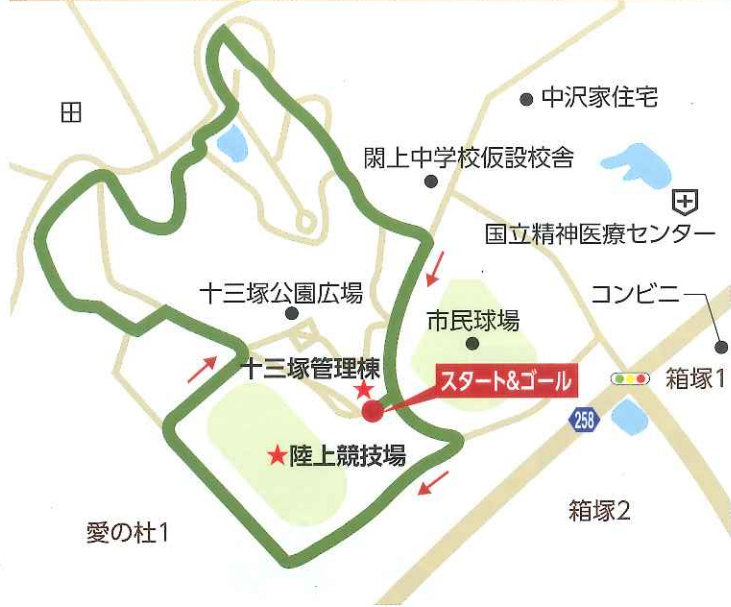 中沢家住宅
田
閖上中学校仮設校舎
国立精神医療センター
十三塚公園広場
コンビニ
市民球場
十三塚管理棟
スタート&ゴール
箱塚1
258
陸上競技場
箱塚2
愛の杜1